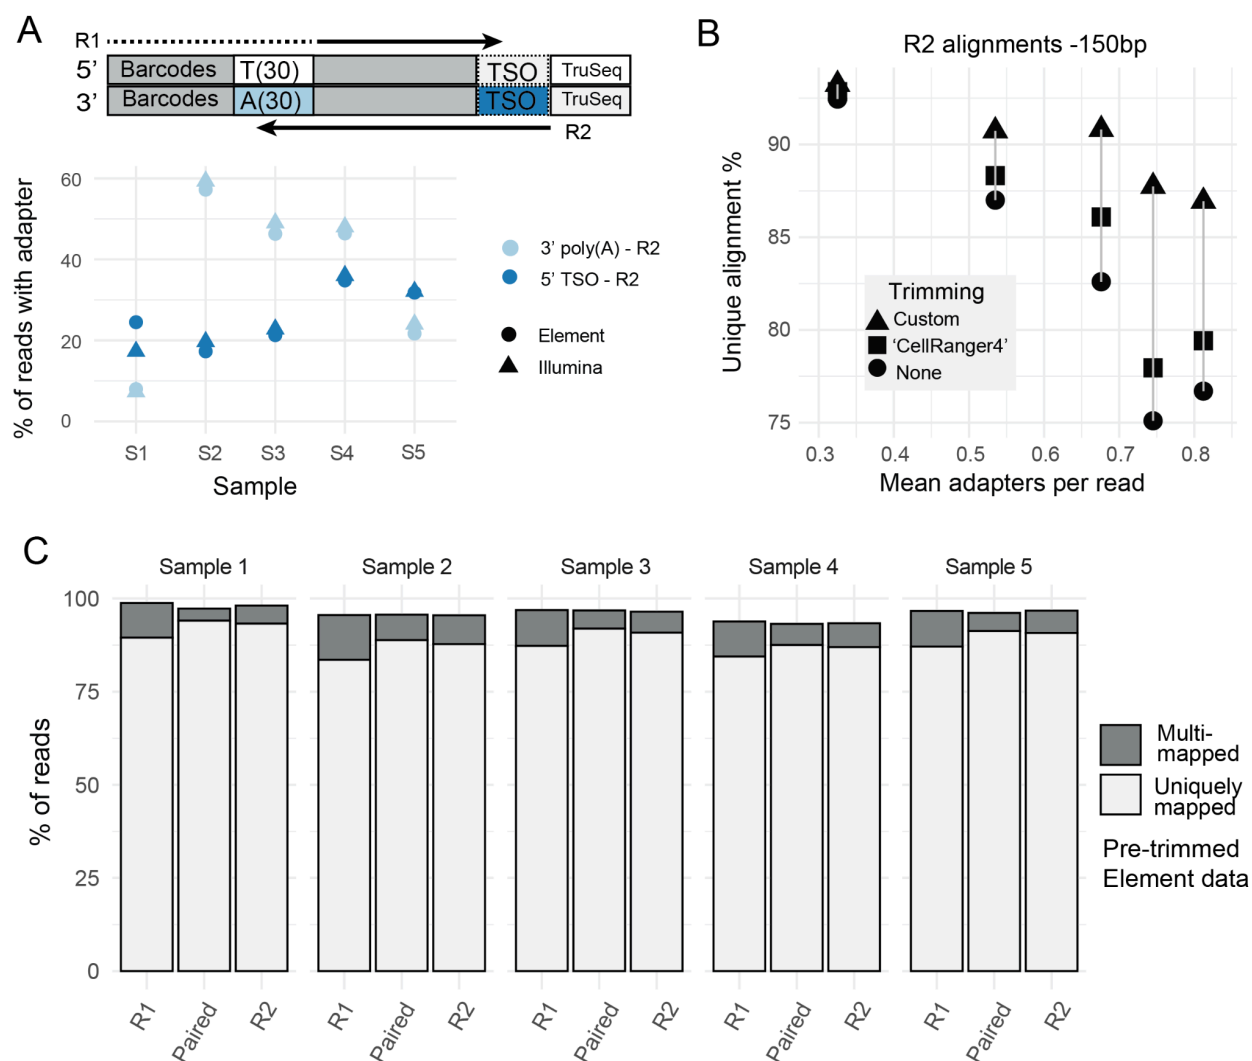 A
R1
5’ Barcodes T(30) TSO TruSeq
3’ Barcodes A(30) TSO TruSeq
R2
% of reads with adapter
60
40
20
0
S1 S2 S3 S4 S5
Sample
3’ poly(A) - R2
5’ TSO - R2
Element
Illumina
B
R2 alignments -150bp
Unique alignment %
90
85
80
75
Trimming
Custom
‘CellRanger4’
None
0.3 0.4 0.5 0.6 0.7 0.8
Mean adapters per read
C
Sample 1 Sample 2 Sample 3 Sample 4 Sample 5
% of reads
100
75
50
25
0
R1 Paired R2 R1 Paired R2 R1 Paired R2 R1 Paired R2 R1 Paired R2
Multi-
mapped
Uniquely
mapped
Pre-trimmed
Element data